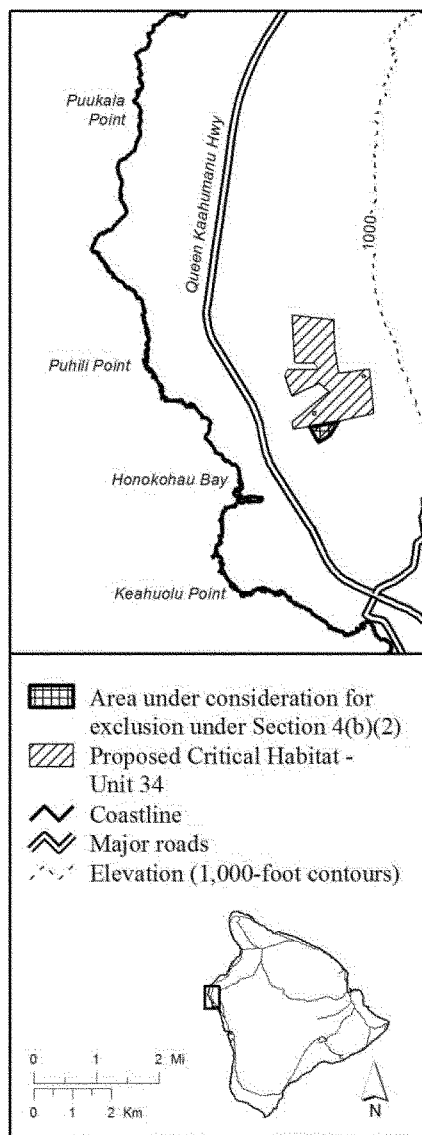 Puukala
Point
Queen Kaahumanu Hwy
1000
Puhili Point
Honokohau Bay
Keahuolu Point
Area under consideration for
exclusion under Section 4(b)(2)
Proposed Critical Habitat -
Unit 34
Coastline
Major roads
Elevation (1,000-foot contours)
0 1 2 Mi
0 1 2 Km
N